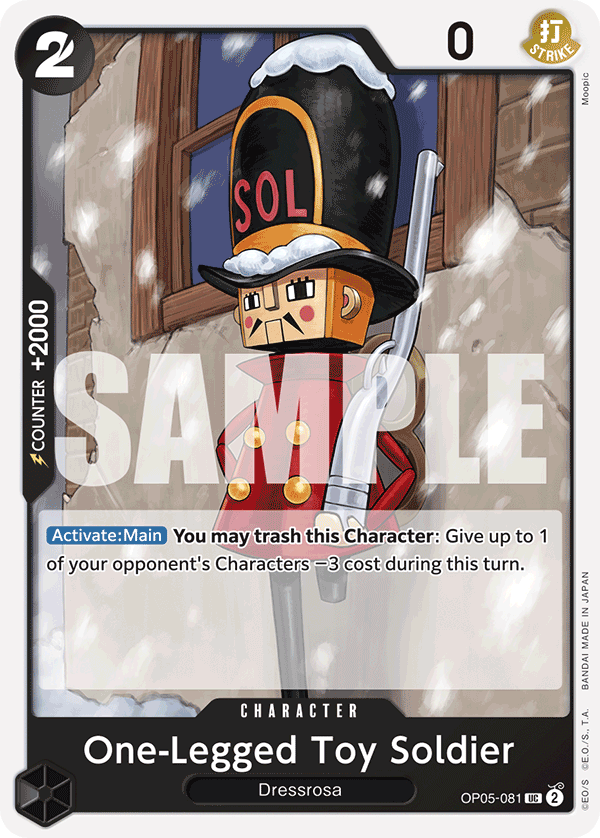 2
0
打
STRIKE
Moopic
SOL
COUNTER +2000
SAMPLE
Activate:Main You may trash this Character: Give up to 1
of your opponent's Characters −3 cost during this turn.
CHARACTER
One-Legged Toy Soldier
Dressrosa
OP05-081 UC 2
©EO/S ©E.O./S., T.A. BANDAI MADE IN JAPAN